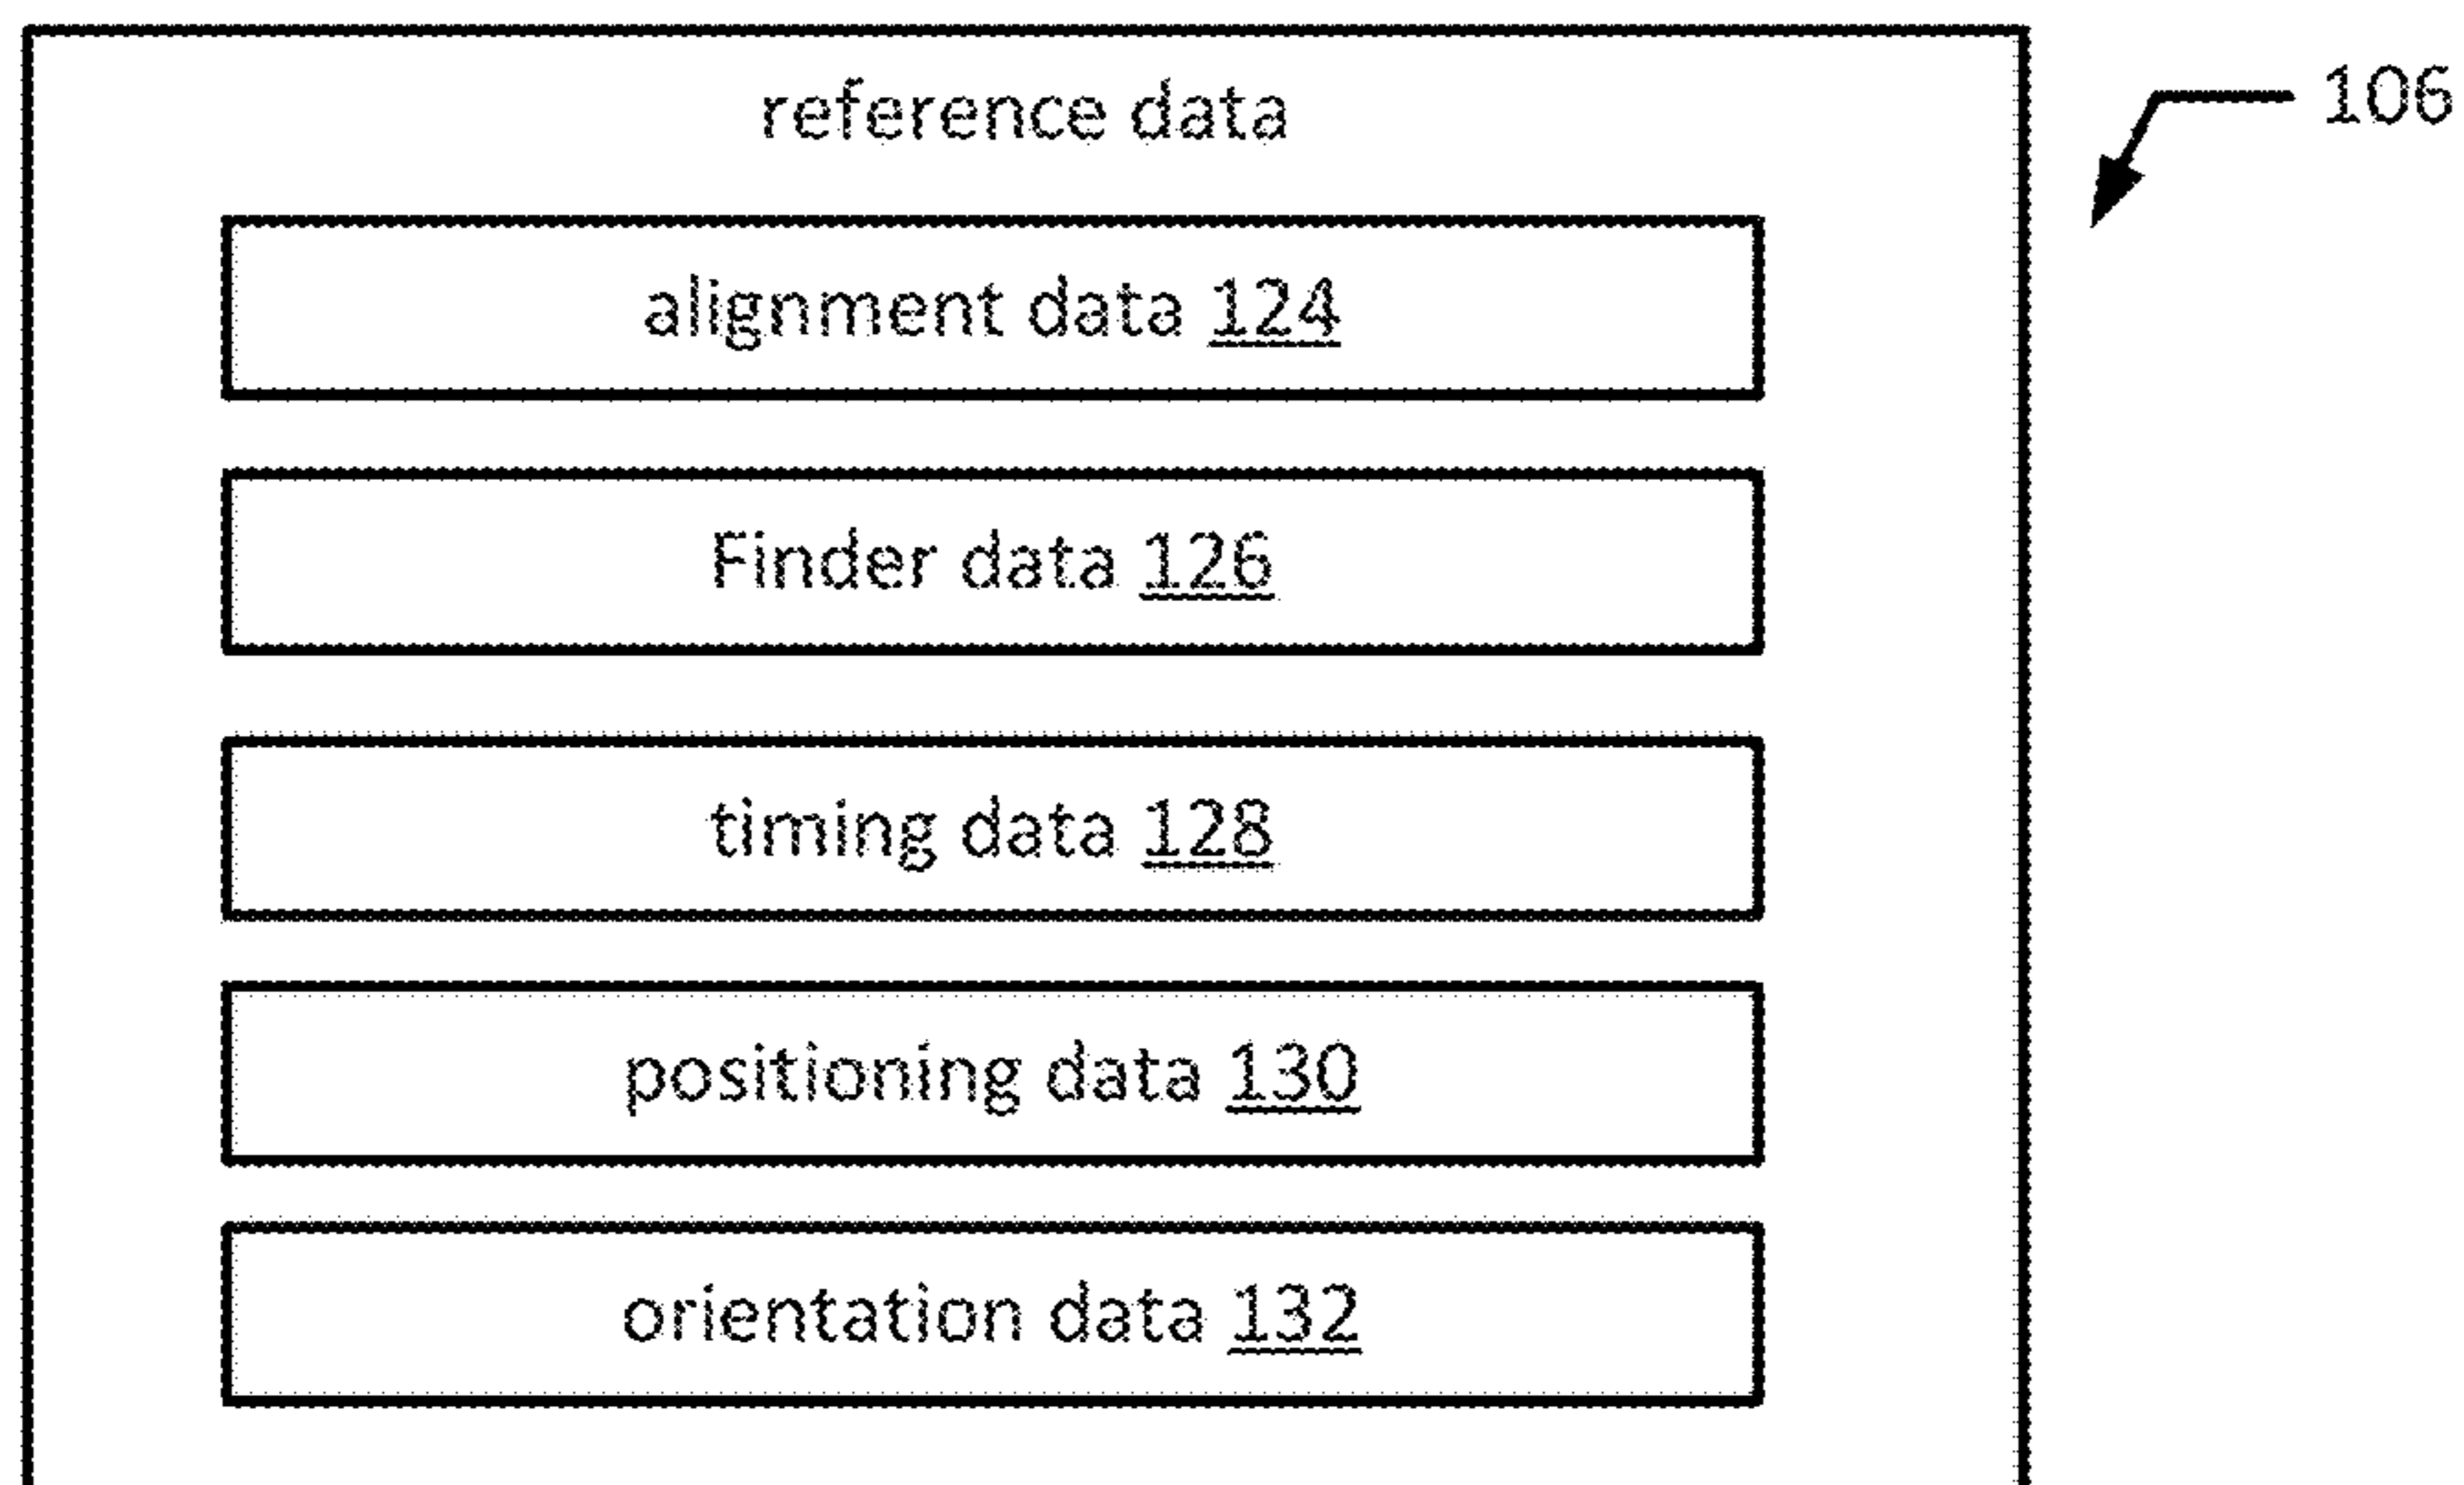 reference data
106
alignment data 124
Finder data 126
timing data 128
positioning data 130
orientation data 132